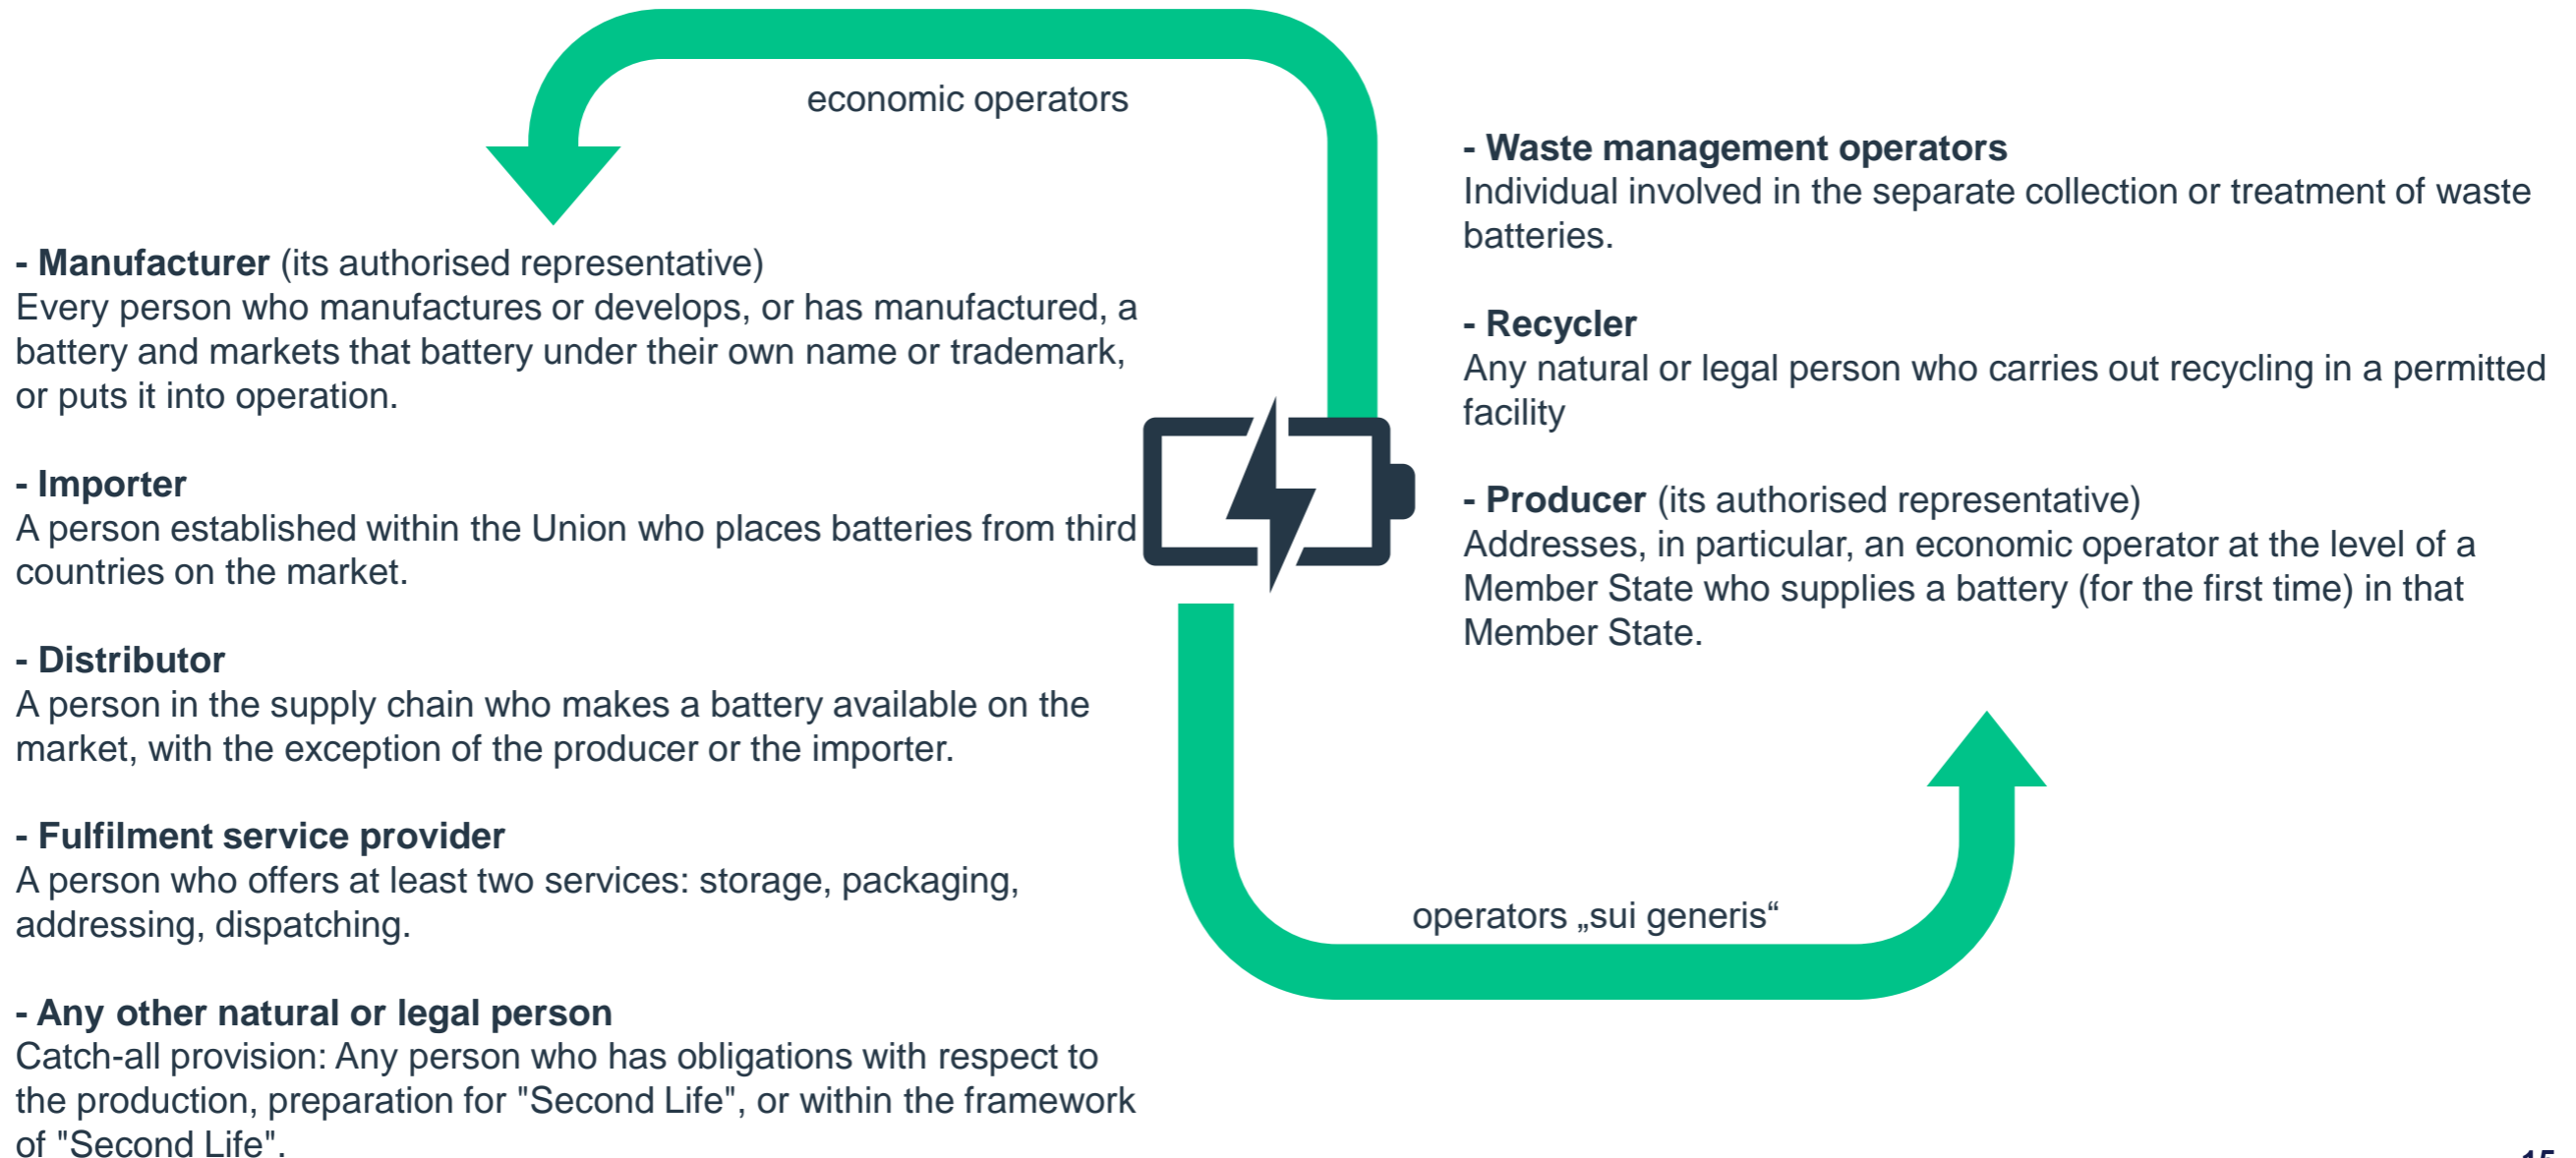 economic operators
- Manufacturer (its authorised representative)
Every person who manufactures or develops, or has manufactured, a
battery and markets that battery under their own name or trademark,
or puts it into operation.
- Importer
A person established within the Union who places batteries from third
countries on the market.
- Distributor
A person in the supply chain who makes a battery available on the
market, with the exception of the producer or the importer.
- Fulfilment service provider
A person who offers at least two services: storage, packaging,
addressing, dispatching.
- Any other natural or legal person
Catch-all provision: Any person who has obligations with respect to
the production, preparation for "Second Life", or within the framework
of "Second Life".
- Waste management operators
Individual involved in the separate collection or treatment of waste
batteries.
- Recycler
Any natural or legal person who carries out recycling in a permitted
facility
- Producer (its authorised representative)
Addresses, in particular, an economic operator at the level of a
Member State who supplies a battery (for the first time) in that
Member State.
operators „sui generis“
15